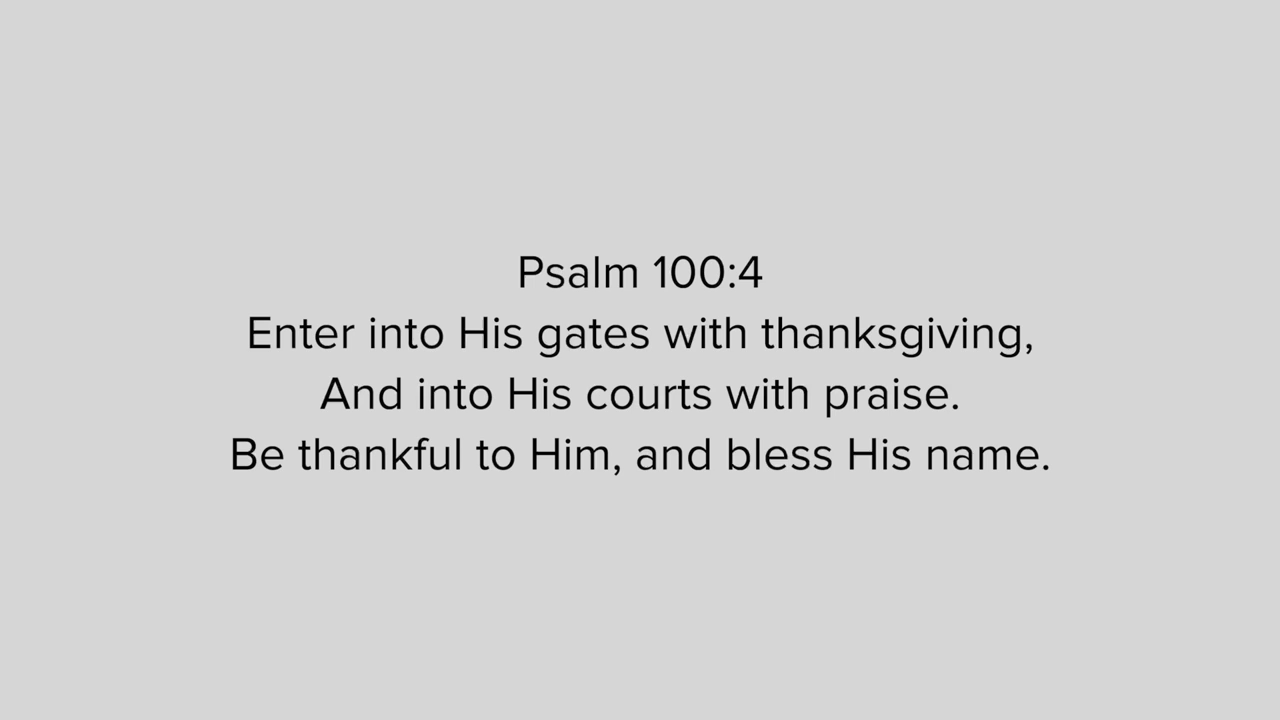 Psalm 100:4
Enter into His gates with thanksgiving,
And into His courts with praise.
Be thankful to Him, and bless His name.